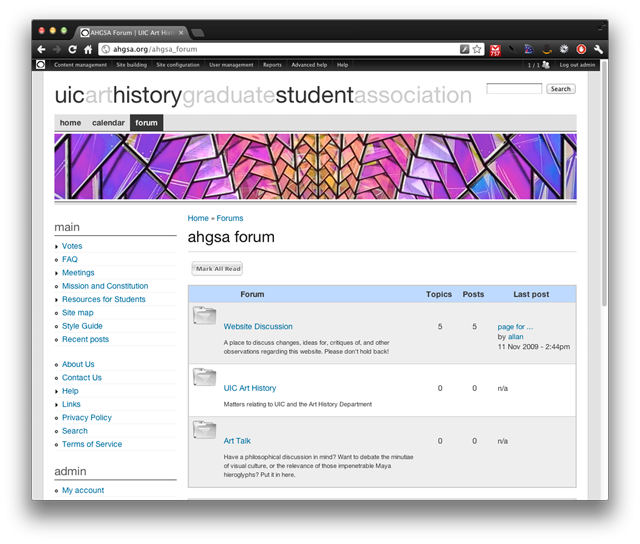 AHGSA Forum | UIC Art Histo
ahgsa.org/ahgsa_forum
717
Content management Site building Site configuration User management Reports Advanced help Help 1 / 1 Log out admin
uicarthistorygraduatestudentassociation
Search
home calendar forum
Home » Forums
ahgsa forum
Mark All Read
main
Votes
FAQ
Meetings
Mission and Constitution
Resources for Students
Site map
Style Guide
Recent posts
About Us
Contact Us
Help
Links
Privacy Policy
Search
Terms of Service
admin
My account
Forum Topics Posts Last post
Website Discussion 5 5 page for ...
by allan
11 Nov 2009 - 2:44pm
A place to discuss changes, ideas for, critiques of, and other
observations regarding this website. Please don't hold back!
UIC Art History 0 0 n/a
Matters relating to UIC and the Art History Department
Art Talk 0 0 n/a
Have a philosophical discussion in mind? Want to debate the minutiae
of visual culture, or the relevance of those impenetrable Maya
hieroglyphs? Put it in here.